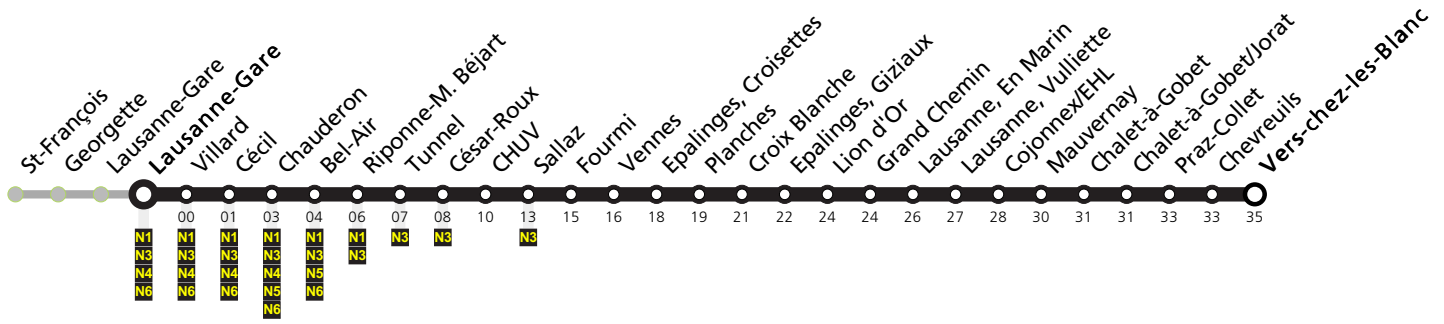 St-François
Georgette
Lausanne-Gare
Lausanne-Gare
Villard
Cécil
Chauderon
Bel-Air
Riponne-M. Béjart
Tunnel
César-Roux
CHUV
Sallaz
Fourmi
Vennes
Epalinges, Croisettes
Planches
Croix Blanche
Epalinges, Giziaux
Lion d'Or
Grand Chemin
Lausanne, En Marin
Lausanne, Vulliette
Cojonnex/EHL
Mauvernay
Chalet-à-Gobet
Chalet-à-Gobet/Jorat
Praz-Collet
Chevreuils
Vers-chez-les-Blanc
00 01 03 04 06 07 08 10 13 15 16 18 19 21 22 24 24 26 27 28 30 31 31 33 33 35
N1 N1 N1 N1 N1 N1 N3 N3 N3
N3 N3 N3 N3 N3 N3
N4 N4 N4 N4 N5
N6 N6 N6 N5 N6
N6